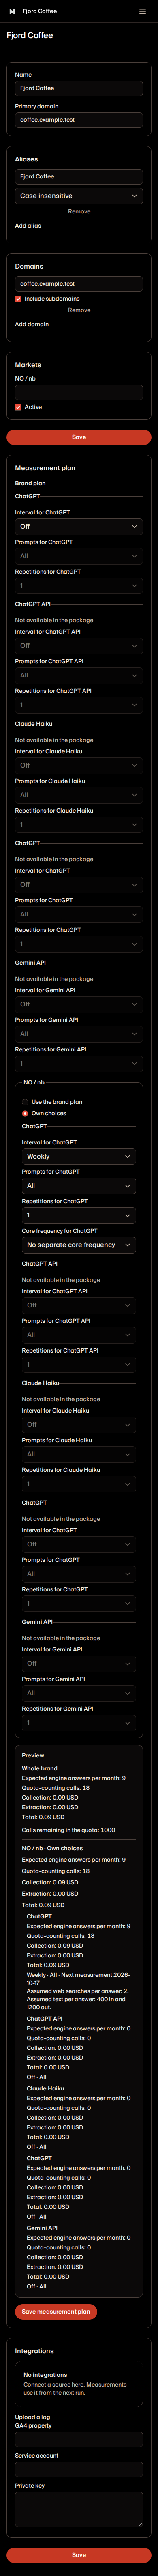 M Fjord Coffee
Fjord Coffee
Name
Fjord Coffee
Primary domain
coffee.example.test
Aliases
Fjord Coffee
Case insensitive
Remove
Add alias
Domains
coffee.example.test
Include subdomains
Remove
Add domain
Markets
NO / nb
Active
Save
Measurement plan
Brand plan
ChatGPT
Interval for ChatGPT
Off
Prompts for ChatGPT
All
Repetitions for ChatGPT
1
ChatGPT API
Not available in the package
Interval for ChatGPT API
Off
Prompts for ChatGPT API
All
Repetitions for ChatGPT API
1
Claude Haiku
Not available in the package
Interval for Claude Haiku
Off
Prompts for Claude Haiku
All
Repetitions for Claude Haiku
1
ChatGPT
Not available in the package
Interval for ChatGPT
Off
Prompts for ChatGPT
All
Repetitions for ChatGPT
1
Gemini API
Not available in the package
Interval for Gemini API
Off
Prompts for Gemini API
All
Repetitions for Gemini API
1
NO / nb
Use the brand plan
Own choices
ChatGPT
Interval for ChatGPT
Weekly
Prompts for ChatGPT
All
Repetitions for ChatGPT
1
Core frequency for ChatGPT
No separate core frequency
ChatGPT API
Not available in the package
Interval for ChatGPT API
Off
Prompts for ChatGPT API
All
Repetitions for ChatGPT API
1
Claude Haiku
Not available in the package
Interval for Claude Haiku
Off
Prompts for Claude Haiku
All
Repetitions for Claude Haiku
1
ChatGPT
Not available in the package
Interval for ChatGPT
Off
Prompts for ChatGPT
All
Repetitions for ChatGPT
1
Gemini API
Not available in the package
Interval for Gemini API
Off
Prompts for Gemini API
All
Repetitions for Gemini API
1
Preview
Whole brand
Expected engine answers per month: 9
Quota-counting calls: 18
Collection: 0.09 USD
Extraction: 0.00 USD
Total: 0.09 USD
Calls remaining in the quota: 1000
NO / nb · Own choices
Expected engine answers per month: 9
Quota-counting calls: 18
Collection: 0.09 USD
Extraction: 0.00 USD
Total: 0.09 USD
ChatGPT
Expected engine answers per month: 9
Quota-counting calls: 18
Collection: 0.09 USD
Extraction: 0.00 USD
Total: 0.09 USD
Weekly · All · Next measurement 2026-
10-17
Assumed web searches per answer: 2.
Assumed text per answer: 400 in and
1200 out.
ChatGPT API
Expected engine answers per month: 0
Quota-counting calls: 0
Collection: 0.00 USD
Extraction: 0.00 USD
Total: 0.00 USD
Off · All
Claude Haiku
Expected engine answers per month: 0
Quota-counting calls: 0
Collection: 0.00 USD
Extraction: 0.00 USD
Total: 0.00 USD
Off · All
ChatGPT
Expected engine answers per month: 0
Quota-counting calls: 0
Collection: 0.00 USD
Extraction: 0.00 USD
Total: 0.00 USD
Off · All
Gemini API
Expected engine answers per month: 0
Quota-counting calls: 0
Collection: 0.00 USD
Extraction: 0.00 USD
Total: 0.00 USD
Off · All
Save measurement plan
Integrations
No integrations
Connect a source here. Measurements
use it from the next run.
Upload a log
GA4 property
Service account
Private key
Save